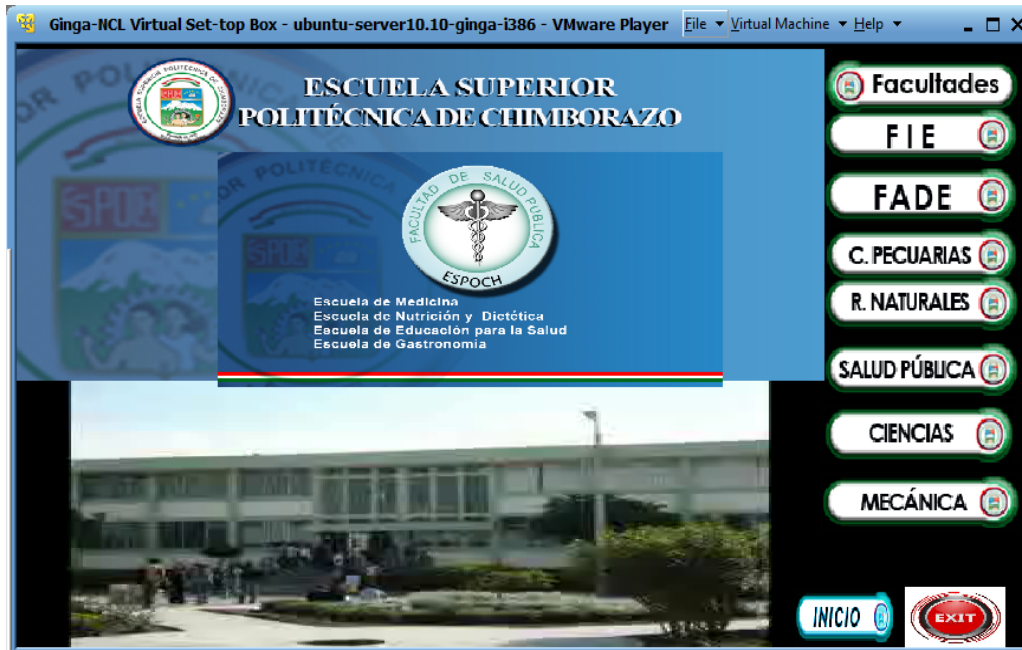 Ginga-NCL Virtual Set-top Box - ubuntu-server10.10-ginga-i386 - VMware Player File Virtual Machine Help
ESCUELA SUPERIOR
POLITÉCNICA DE CHIMBORAZO
FACULTAD DE SALUD PÚBLICA
ESPOCH
Escuela de Medicina
Escuela de Nutrición y Dietética
Escuela de Educación para la Salud
Escuela de Gastronomía
Facultades
FIE
FADE
C. PECUARIAS
R. NATURALES
SALUD PÚBLICA
CIENCIAS
MECÁNICA
INICIO
EXIT